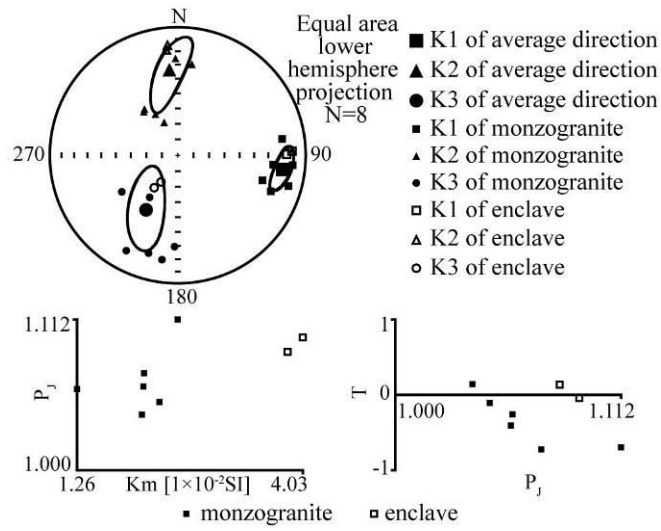 N
Equal area
lower
hemisphere
projection
N=8
270
90
180
K1 of average direction
K2 of average direction
K3 of average direction
K1 of monzogranite
K2 of monzogranite
K3 of monzogranite
K1 of enclave
K2 of enclave
K3 of enclave
1.112
PJ
1.000
1.26
Km [1×10⁻²SI]
4.03
1
T
0
1.000
1.112
-1
PJ
monzogranite
enclave